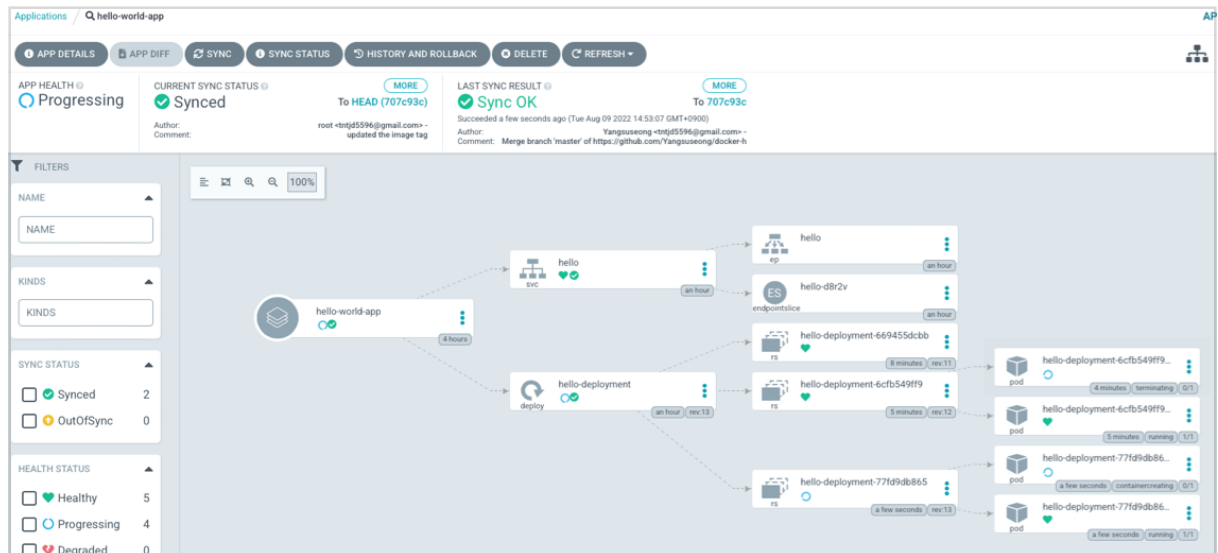 Applications / hello-world-app
AP
APP DETAILS APP DIFF SYNC SYNC STATUS HISTORY AND ROLLBACK DELETE REFRESH
APP HEALTH
Progressing
CURRENT SYNC STATUS MORE
Synced To HEAD (707c93c)
Author: root <tntjd5596@gmail.com> -
Comment: updated the image tag
LAST SYNC RESULT MORE
Sync OK To 707c93c
Succeeded a few seconds ago (Tue Aug 09 2022 14:53:07 GMT+0900)
Author: Yangsuseong <tntjd5596@gmail.com> -
Comment: Merge branch 'master' of https://github.com/Yangsuseong/docker-h
FILTERS
NAME
NAME
KINDS
KINDS
SYNC STATUS
Synced 2
OutOfSync 0
HEALTH STATUS
Healthy 5
Progressing 4
Degraded 0
100%
hello-world-app
4 hours
hello
svc
an hour
hello-deployment
deploy
an hour rev:13
hello
ep
an hour
ES
hello-d8r2v
endpointslice
an hour
hello-deployment-669455dcbb
rs
8 minutes rev:11
hello-deployment-6cfb549ff9
rs
5 minutes rev:12
hello-deployment-77fd9db865
rs
a few seconds rev:13
hello-deployment-6cfb549ff9...
pod
4 minutes terminating 0/1
hello-deployment-6cfb549ff9...
pod
5 minutes running 1/1
hello-deployment-77fd9db86...
pod
a few seconds containercreating 0/1
hello-deployment-77fd9db86...
pod
a few seconds running 1/1